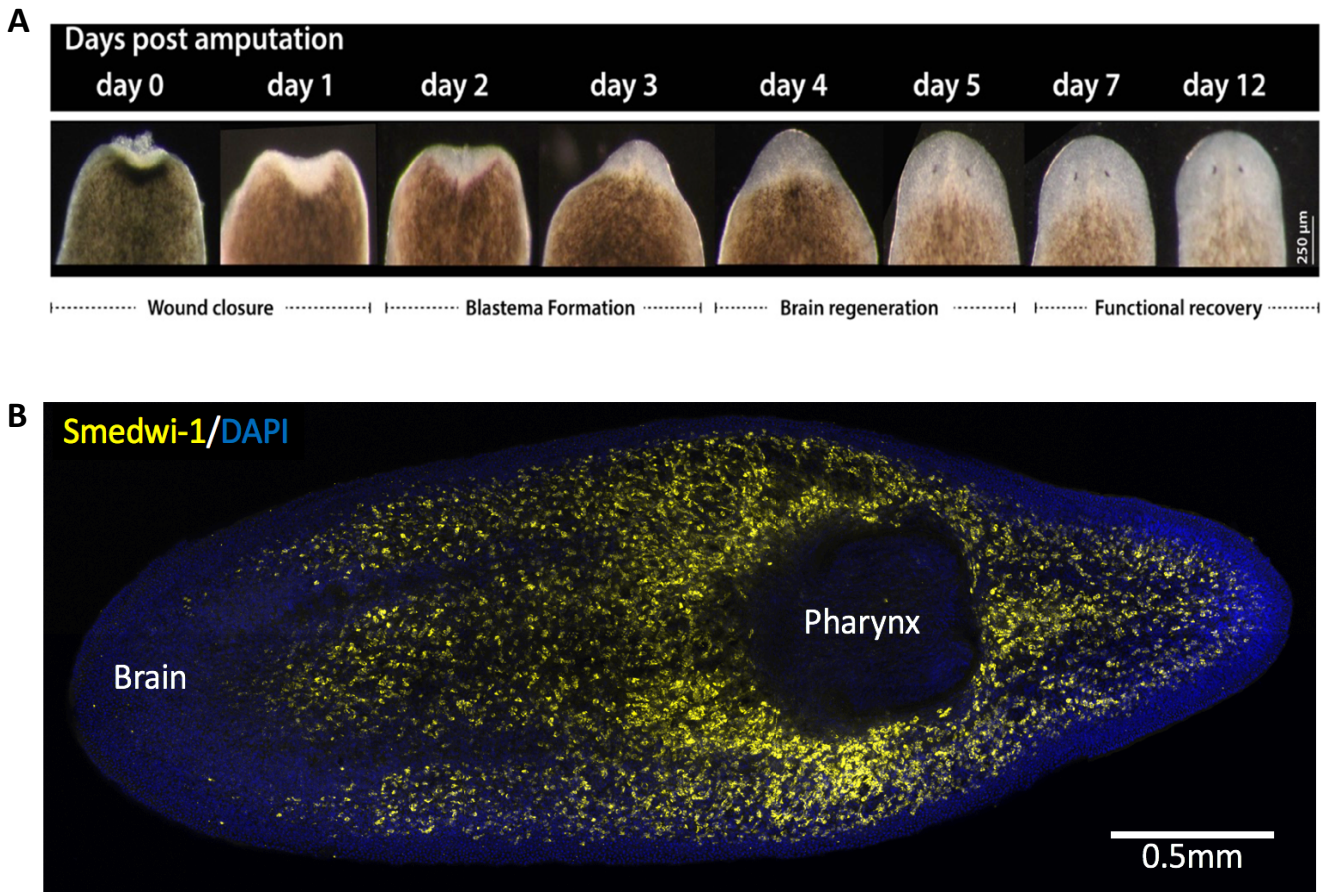 A
Days post amputation
day 0 day 1 day 2 day 3 day 4 day 5 day 7 day 12
250 µm
Wound closure Blastema Formation Brain regeneration Functional recovery
B
Smedwi-1/DAPI
Pharynx
Brain
0.5mm